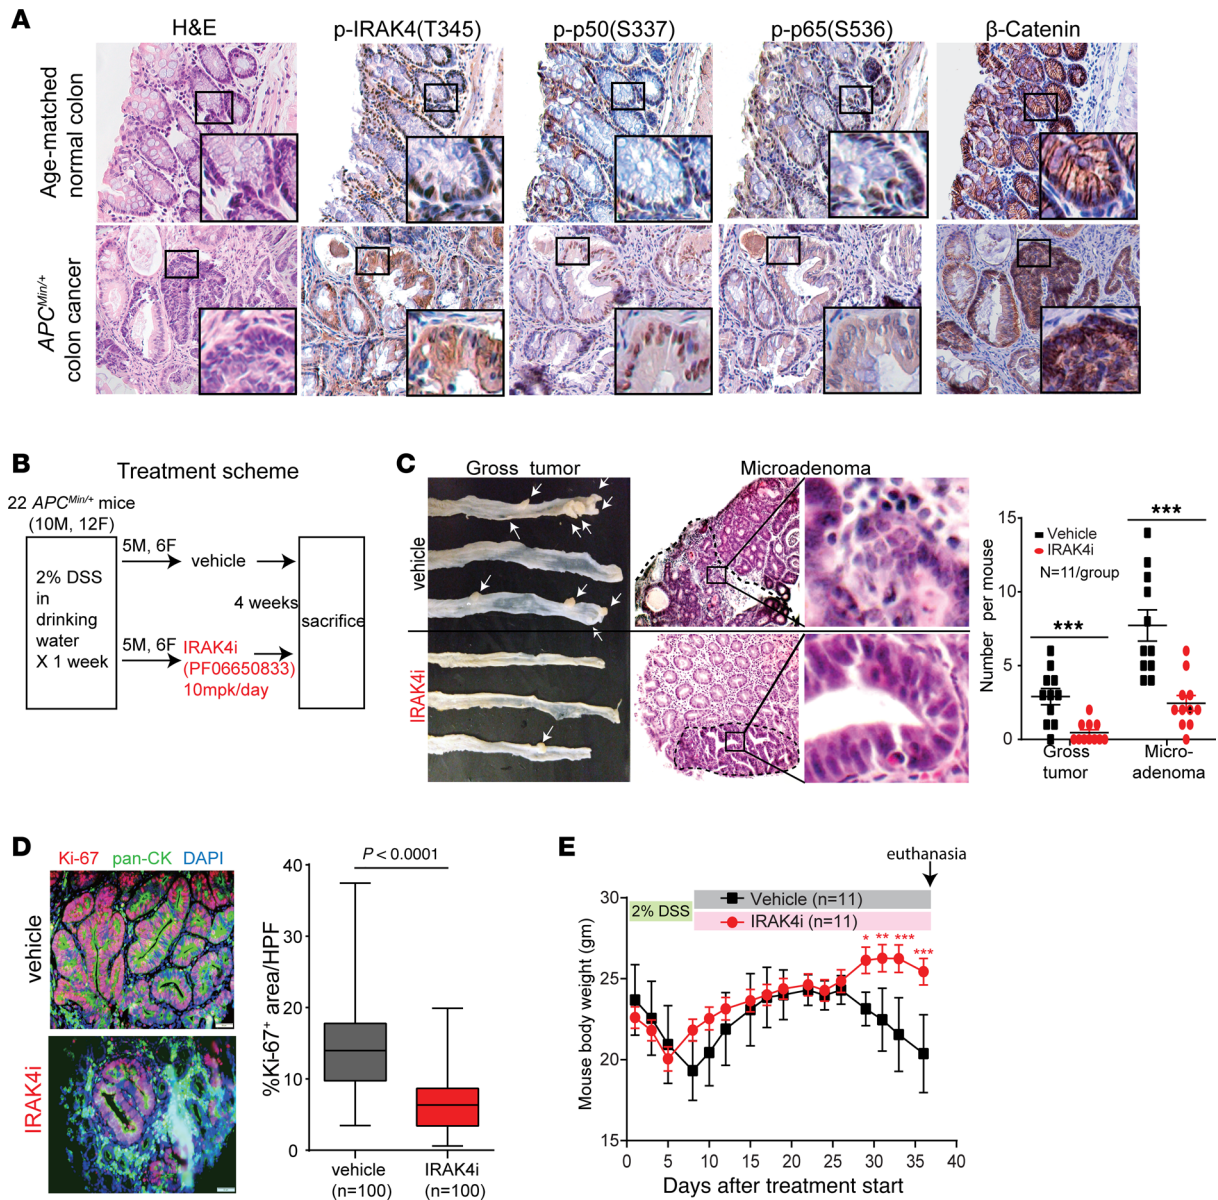 A
H&E
p-IRAK4(T345)
p-p50(S337)
p-p65(S536)
β-Catenin
Age-matched
normal colon
APC^Min/+
colon cancer
B
Treatment scheme
22 APC^Min/+ mice
(10M, 12F)
2% DSS
in
drinking
water
X 1 week
5M, 6F
vehicle
4 weeks
5M, 6F
IRAK4i
(PF06650833)
10mpk/day
sacrifice
C
Gross tumor
Microadenoma
vehicle
IRAK4i
Number per mouse
15
10
5
0
Vehicle
IRAK4i
N=11/group
***
***
Gross
tumor
Micro-
adenoma
D
Ki-67 pan-CK DAPI
vehicle
IRAK4i
%Ki-67⁺ area/HPF
40
30
20
10
0
P < 0.0001
vehicle
(n=100)
IRAK4i
(n=100)
E
euthanasia
2% DSS
Vehicle (n=11)
IRAK4i (n=11)
* ** *** ***
Mouse body weight (gm)
30
25
20
15
0 5 10 15 20 25 30 35 40
Days after treatment start